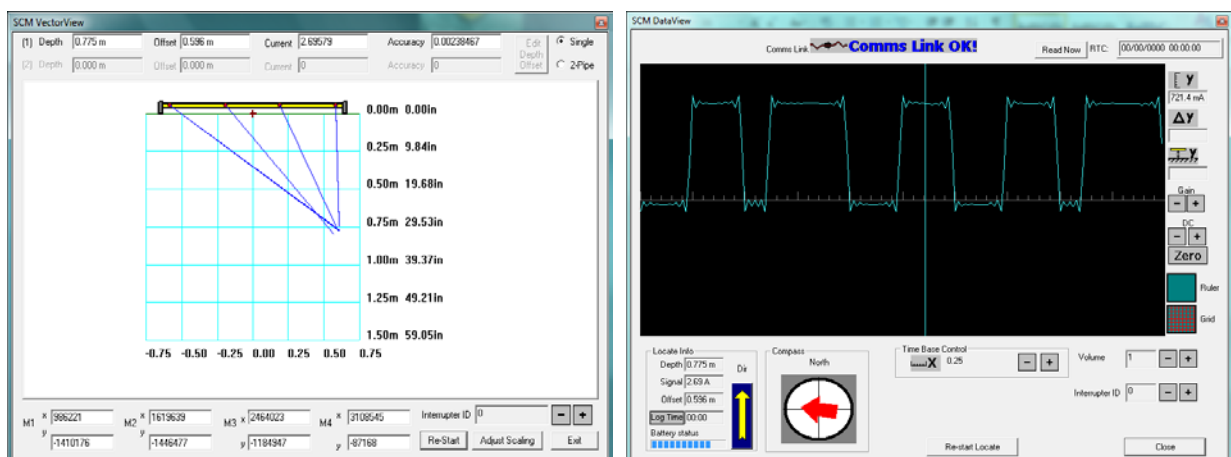 SCM VectorView
(1) Depth 0.775 m Offset 0.596 m Current 2.69579 Accuracy 0.00238467 Edit Depth Offset Single
(2) Depth 0.000 m Offset 0.000 m Current 0 Accuracy 0 2-Pipe
0.00m 0.00in
0.25m 9.84in
0.50m 19.68in
0.75m 29.53in
1.00m 39.37in
1.25m 49.21in
1.50m 59.05in
-0.75 -0.50 0.00 0.25 0.50 0.75
M1 x 986221 M2 x 1619639 M3 x 2464023 M4 x 3108545 Interrupter ID 0 - +
y -1410176 y -1446477 y -1184947 y -87168 Re-Start Adjust Scaling Exit
SCM DataView
Comms Link Comms Link OK! Read Now RTC: 00/00/0000 00:00:00
y
721.4 mA
Δy
y
Gain
- +
DC
- +
Zero
Ruler
Grid
Locate Info
Depth 0.775 m Dir
Signal 2.69 A
Offset 0.596 m
Log Time 00:00
Battery status
Compass
North
Time Base Control
X 0.25 - +
Volume 1 - +
Interrupter ID 0 - +
Re-start Locate Close